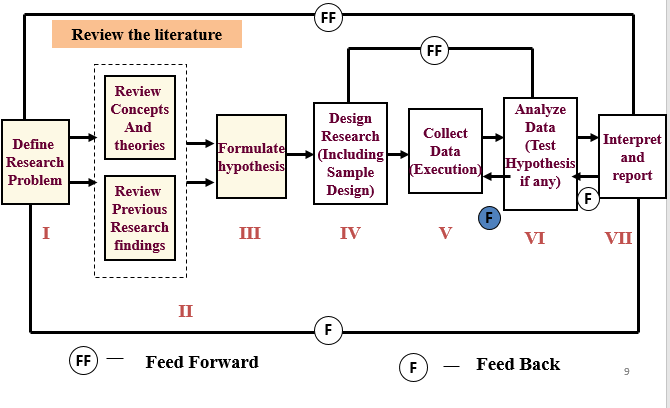 FF
Review the literature
FF
Review
Concepts
And
theories
Define
Research
Problem
Review
Previous
Research
findings
Formulate
hypothesis
Design
Research
(Including
Sample
Design)
Collect
Data
(Execution)
Analyze
Data
(Test
Hypothesis
if any)
Interpret
and
report
F
F
I
II
III
IV
V
VI
VII
F
FF — Feed Forward
F — Feed Back
9